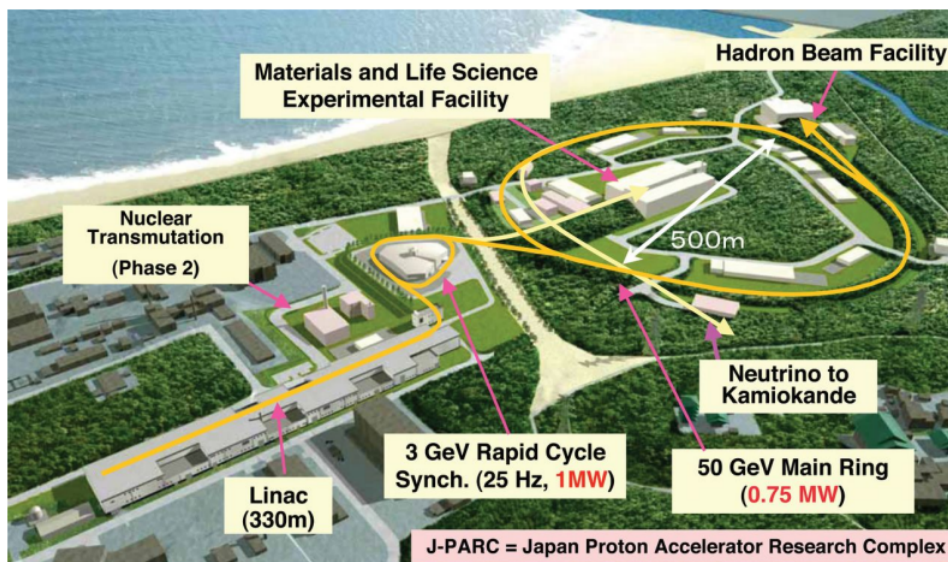 Hadron Beam Facility
Materials and Life Science
Experimental Facility
Nuclear
Transmutation
(Phase 2)
500m
Neutrino to
Kamiokande
3 GeV Rapid Cycle
Synch. (25 Hz, 1MW)
50 GeV Main Ring
(0.75 MW)
Linac
(330m)
J-PARC = Japan Proton Accelerator Research Complex